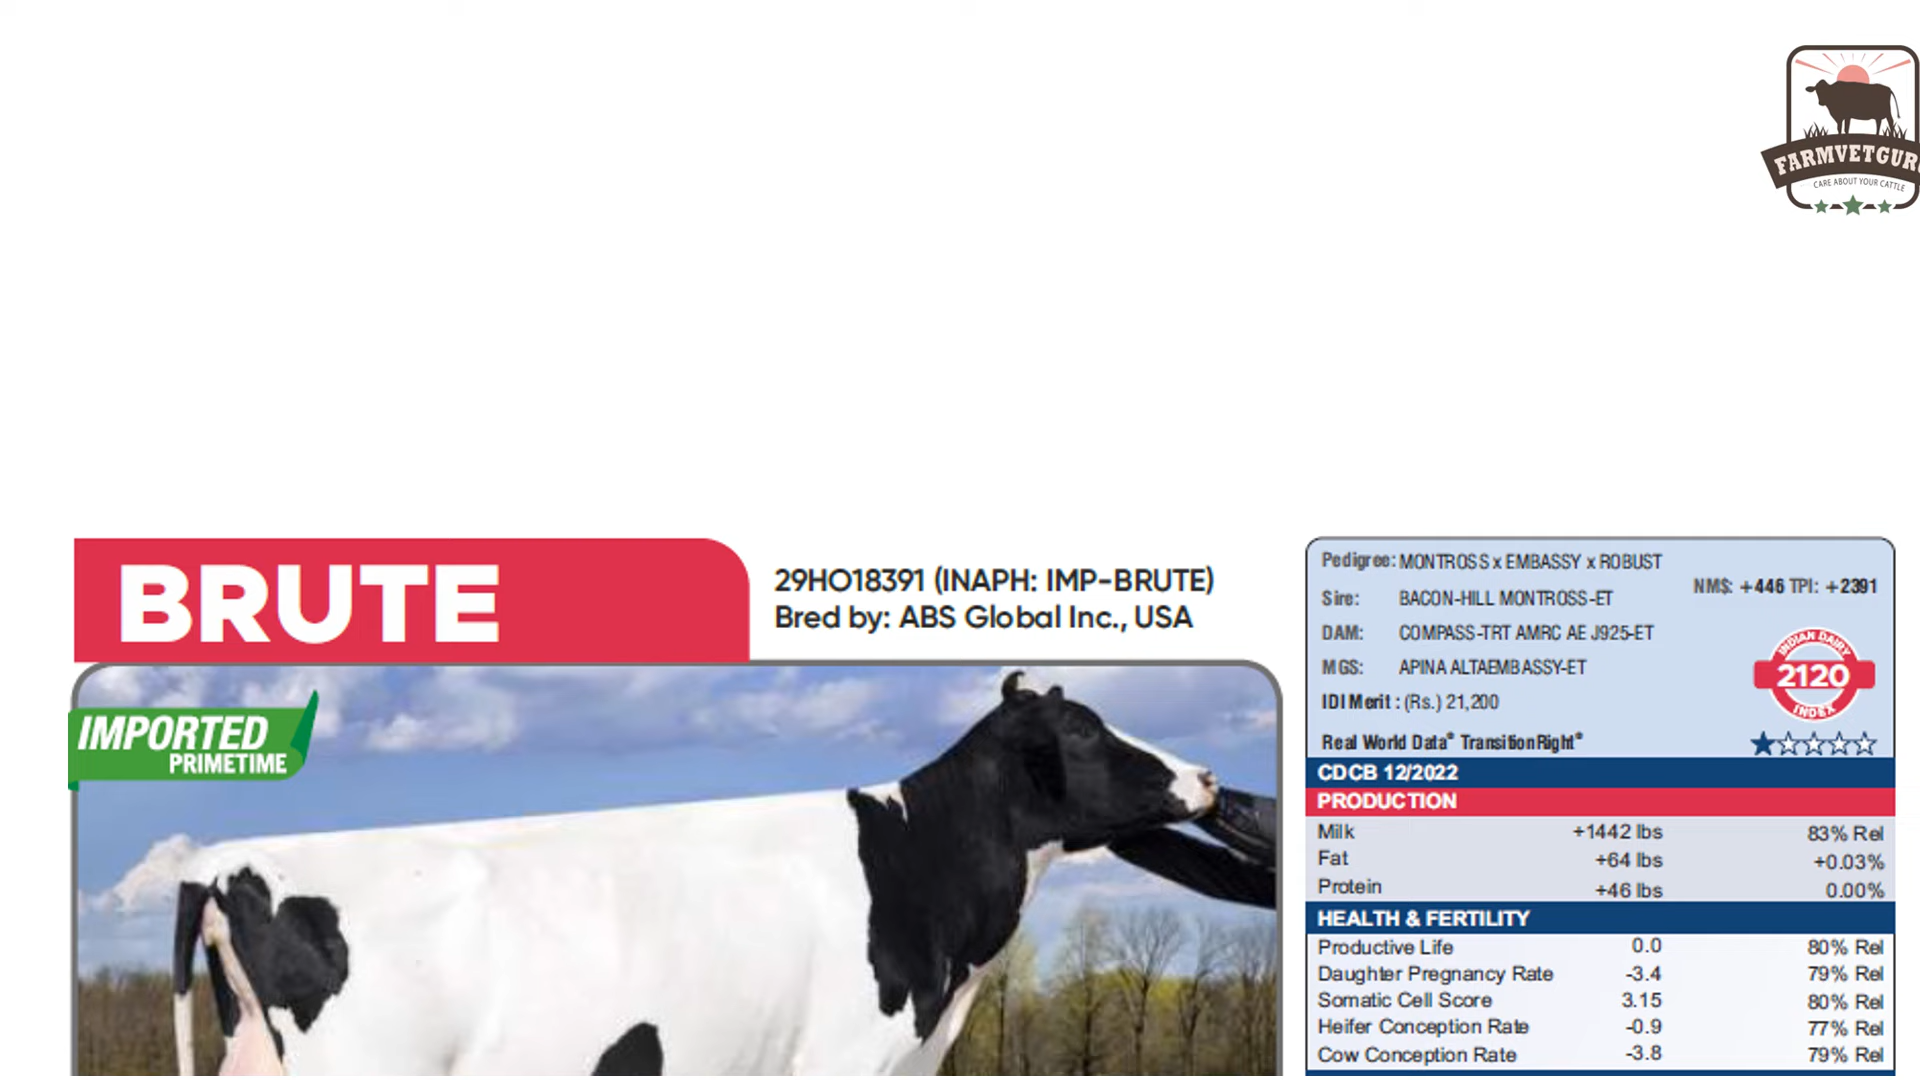 FARMVETGUR
CARE ABOUT YOUR CATTLE
BRUTE
29HO18391 (INAPH: IMP-BRUTE)
Bred by: ABS Global Inc., USA
IMPORTED
PRIMETIME
Pedigree: MONTROSS x EMBASSY x ROBUST
NM$: +446 TPI: +2391
Sire: BACON-HILL MONTROSS-ET
DAM: COMPASS-TRT AMRC AE J925-ET
MGS: APINA ALTAEMBASSY-ET
IDI Merit : (Rs.) 21,200
INDIAN DAIRY
2120
INDEX
Real World Data® TransitionRight®
CDCB 12/2022
PRODUCTION
Milk +1442 lbs 83% Rel
Fat +64 lbs +0.03%
Protein +46 lbs 0.00%
HEALTH & FERTILITY
Productive Life 0.0 80% Rel
Daughter Pregnancy Rate -3.4 79% Rel
Somatic Cell Score 3.15 80% Rel
Heifer Conception Rate -0.9 77% Rel
Cow Conception Rate -3.8 79% Rel